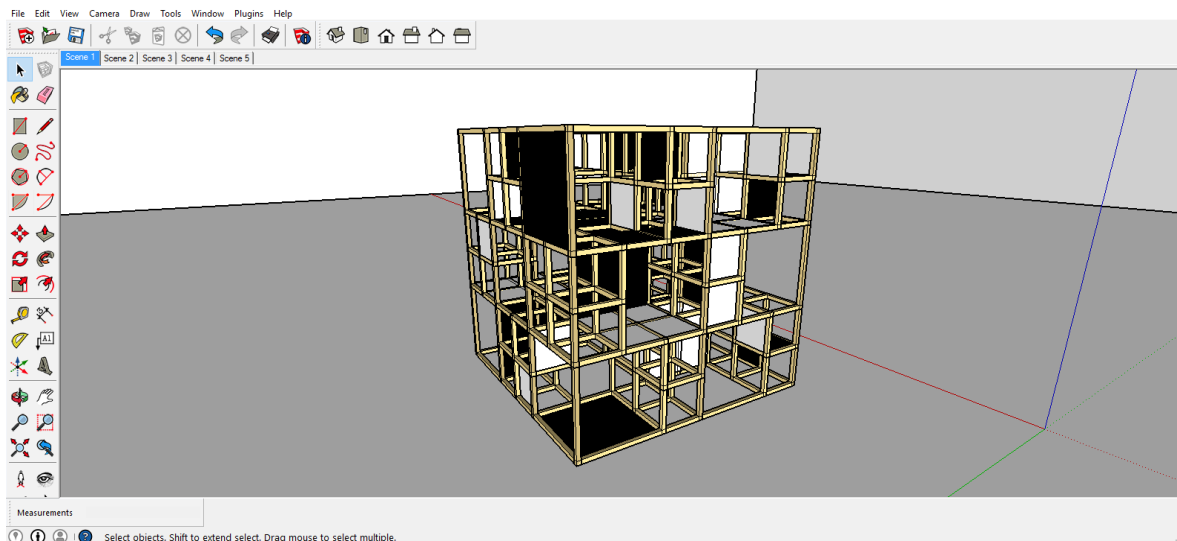 File Edit View Camera Draw Tools Window Plugins Help
Scene 1 Scene 2 Scene 3 Scene 4 Scene 5
A1
Measurements
Select objects. Shift to extend select. Drag mouse to select multiple.